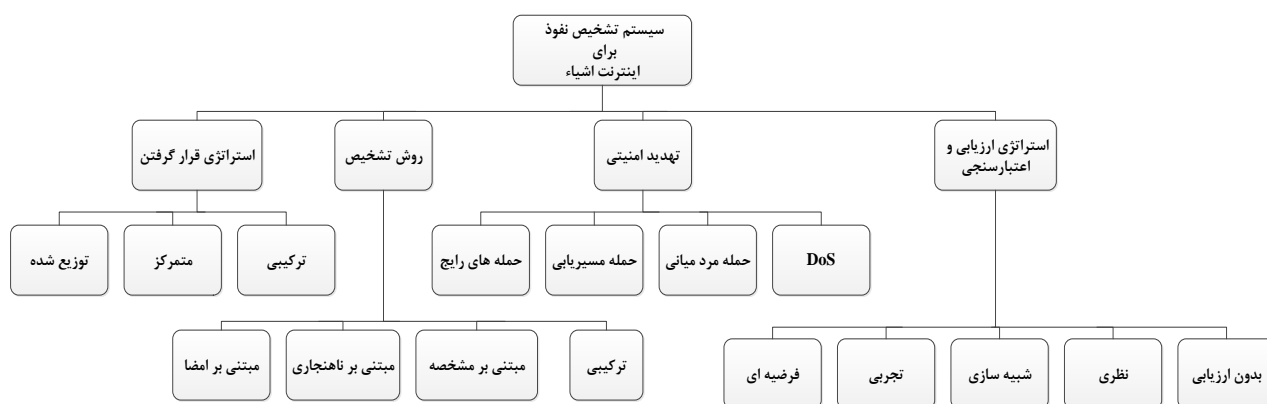 سیستم تشخیص نفوذ
برای
اینترنت اشیاء
استراتژی ارزیابی و
اعتبارسنجی
تهدید امنیتی
روش تشخیص
استراتژی قرار گرفتن
DoS
حمله مرد میانی
حمله مسیریابی
حمله های رایج
ترکیبی
متمرکز
توزیع شده
بدون ارزیابی
نظری
شبیه سازی
تجربی
فرضیه ای
ترکیبی
مبتنی بر مشخصه
مبتنی بر ناهنجاری
مبتنی بر امضا